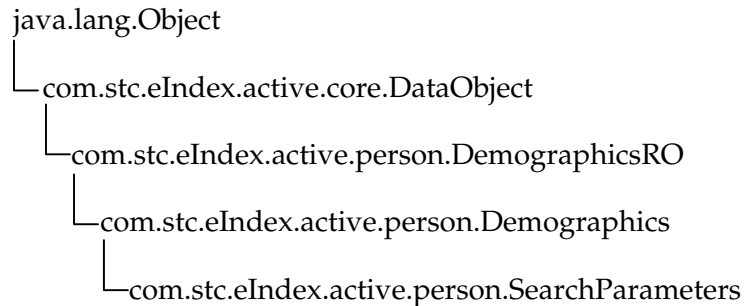 java.lang.Object
com.stc.eIndex.active.core.DataObject
com.stc.eIndex.active.person.DemographicsRO
com.stc.eIndex.active.person.Demographics
com.stc.eIndex.active.person.SearchParameters